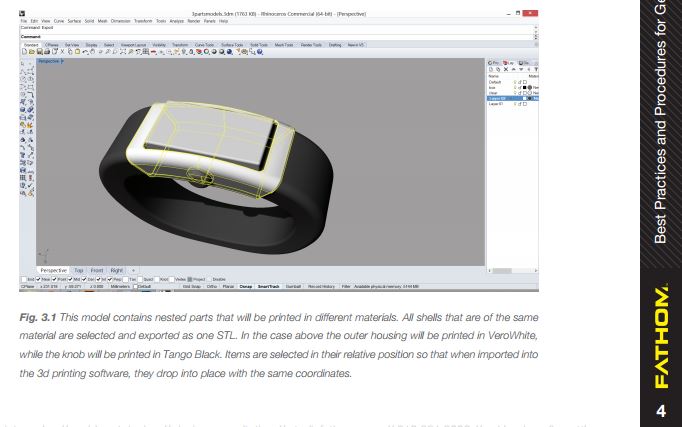 3partsmodels.3dm (1763 KB) - Rhinoceros Commercial (64-bit) - [Perspective]
File Edit View Curve Surface Solid Mesh Dimension Transform Tools Analyze Render Panels Help
Command: Export
Command:
Standard CPlanes Set View Display Select Viewport Layout Visibility Transform Curve Tools Surface Tools Solid Tools Mesh Tools Render Tools Drafting New in V5
Perspective
Name
Default
Layer 01
Perspective Top Front Right
End Near Point Mid Cen Int Perp Tan Quad Knot Vertex Project Disable
CPlane Millimeters Default Grid Snap Ortho Planar Osnap SmartTrack Gumball Record History Filter Available physical memory:
Fig. 3.1 This model contains nested parts that will be printed in different materials. All shells that are of the same
material are selected and exported as one STL. In the case above the outer housing will be printed in VeroWhite,
while the knob will be printed in Tango Black. Items are selected in their relative position so that when imported into
the 3d printing software, they drop into place with the same coordinates.
Best Practices and Procedures for Ge
FATHOM
4